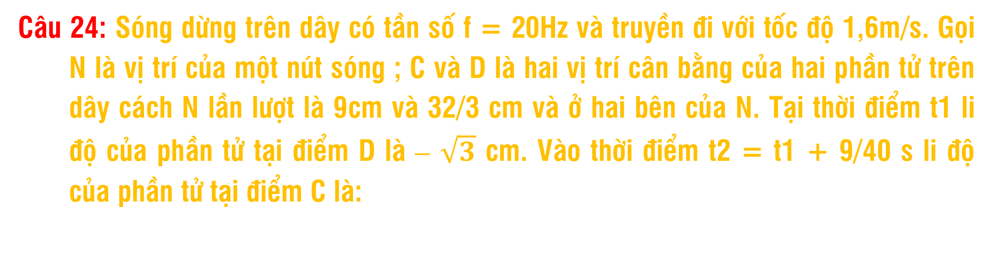 Câu 24: Sóng dừng trên dây có tần số f = 20Hz và truyền đi với tốc độ 1,6m/s. Gọi
N là vị trí của một nút sóng ; C và D là hai vị trí cân bằng của hai phần tử trên
dây cách N lần lượt là 9cm và 32/3 cm và ở hai bên của N. Tại thời điểm t1 li
độ của phần tử tại điểm D là – √3 cm. Vào thời điểm t2 = t1 + 9/40 s li độ
của phần tử tại điểm C là: